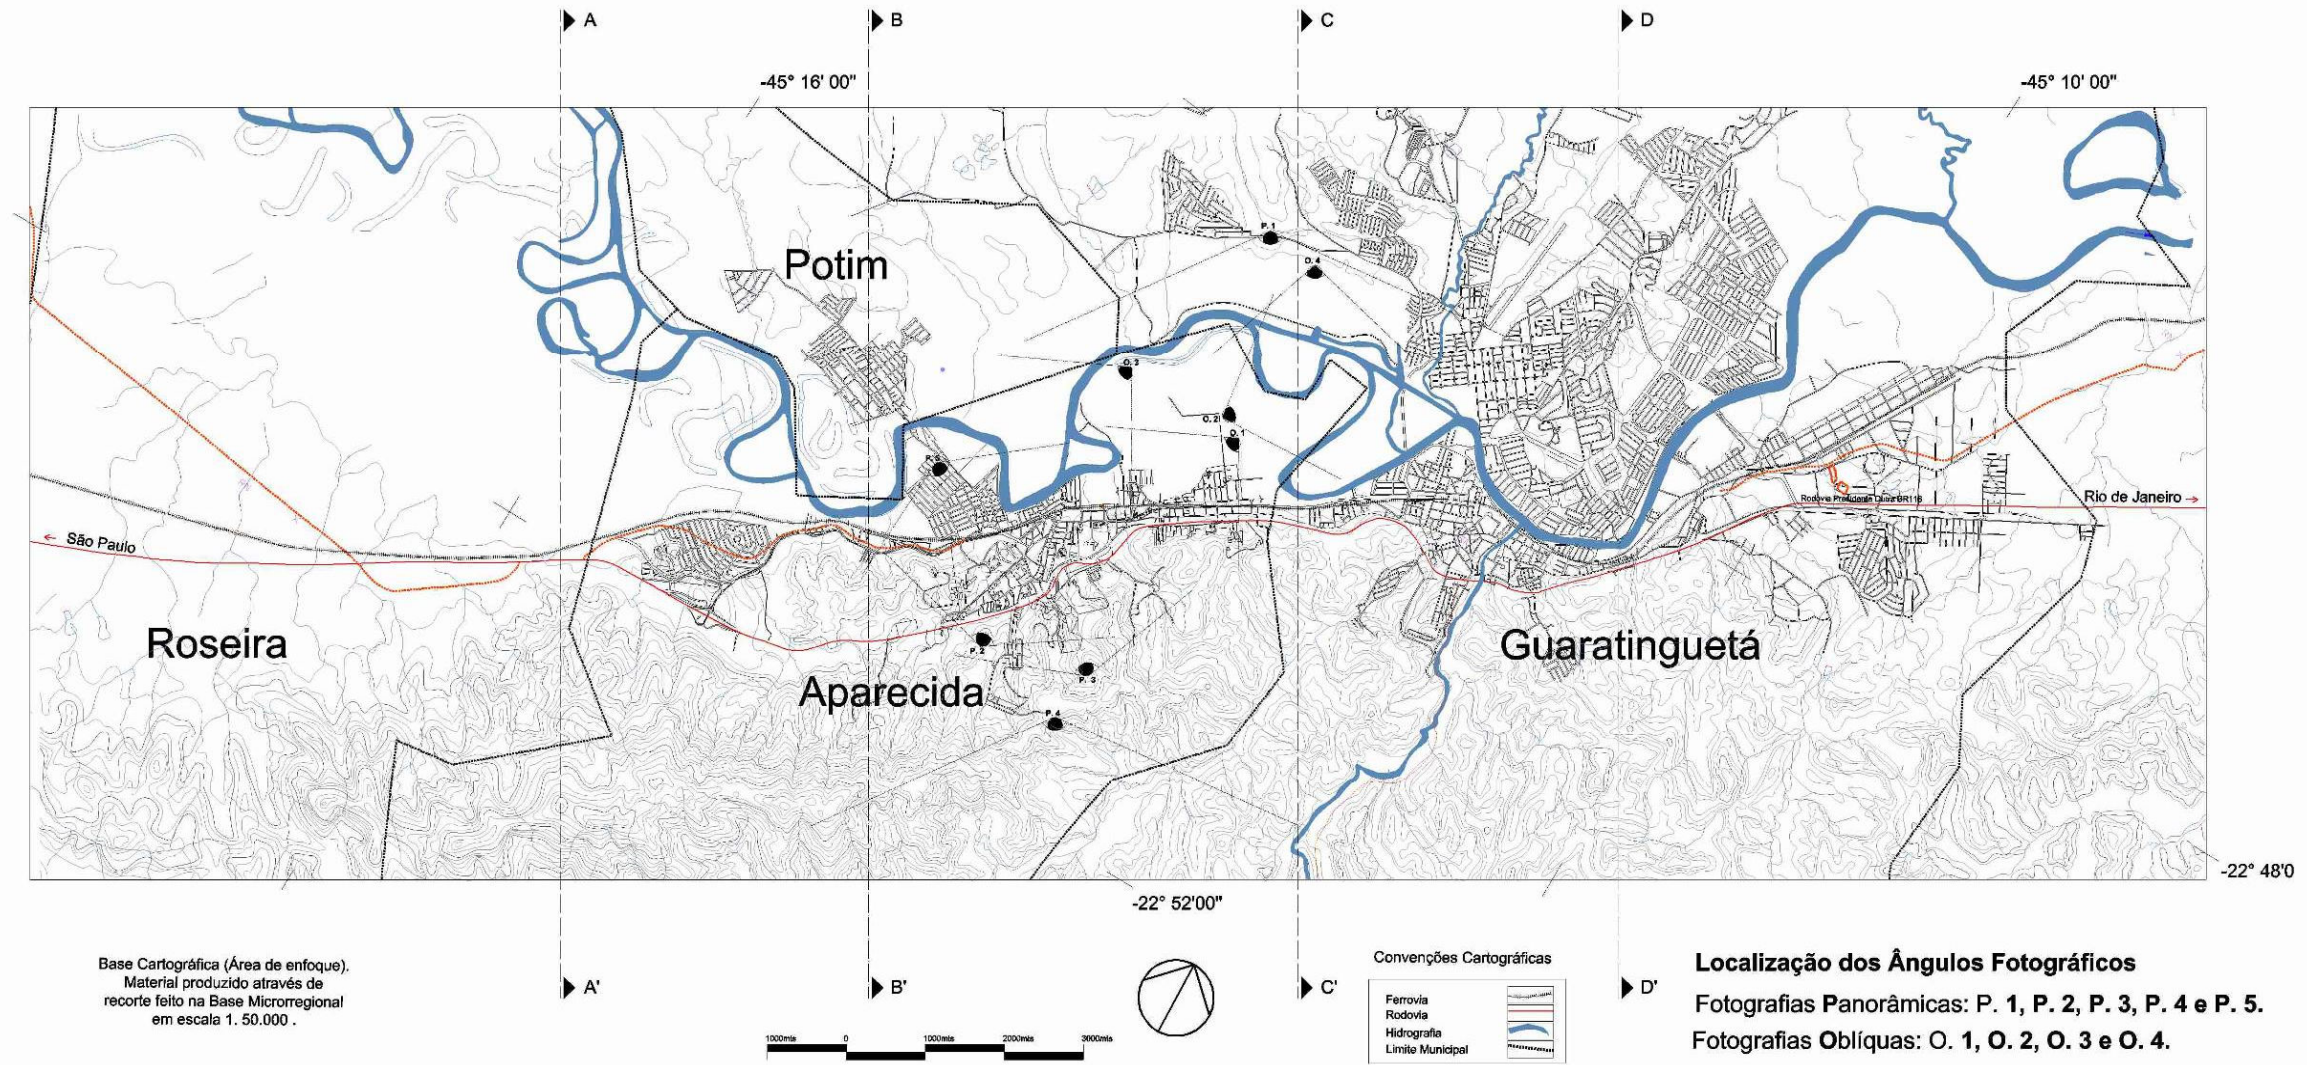 A
B
C
D
-45° 16' 00"
-45° 10' 00"
P. 1
Potim
O. 4
O. 3
O. 2
O. 1
P. 5
Rodovia Presidente Dutra BR116
Rio de Janeiro →
← São Paulo
Roseira
P. 2
Guaratinguetá
P. 3
Aparecida
P. 4
-22° 48'0
-22° 52'00"
Base Cartográfica (Área de enfoque).
Material produzido através de
recorte feito na Base Microrregional
em escala 1. 50.000 .
A'
B'
C'
D'
1000mts 0 1000mts 2000mts 3000mts
Convenções Cartográficas
Ferrovia
Rodovia
Hidrografia
Limite Municipal
Localização dos Ângulos Fotográficos
Fotografias Panorâmicas: P. 1, P. 2, P. 3, P. 4 e P. 5.
Fotografias Oblíquas: O. 1, O. 2, O. 3 e O. 4.